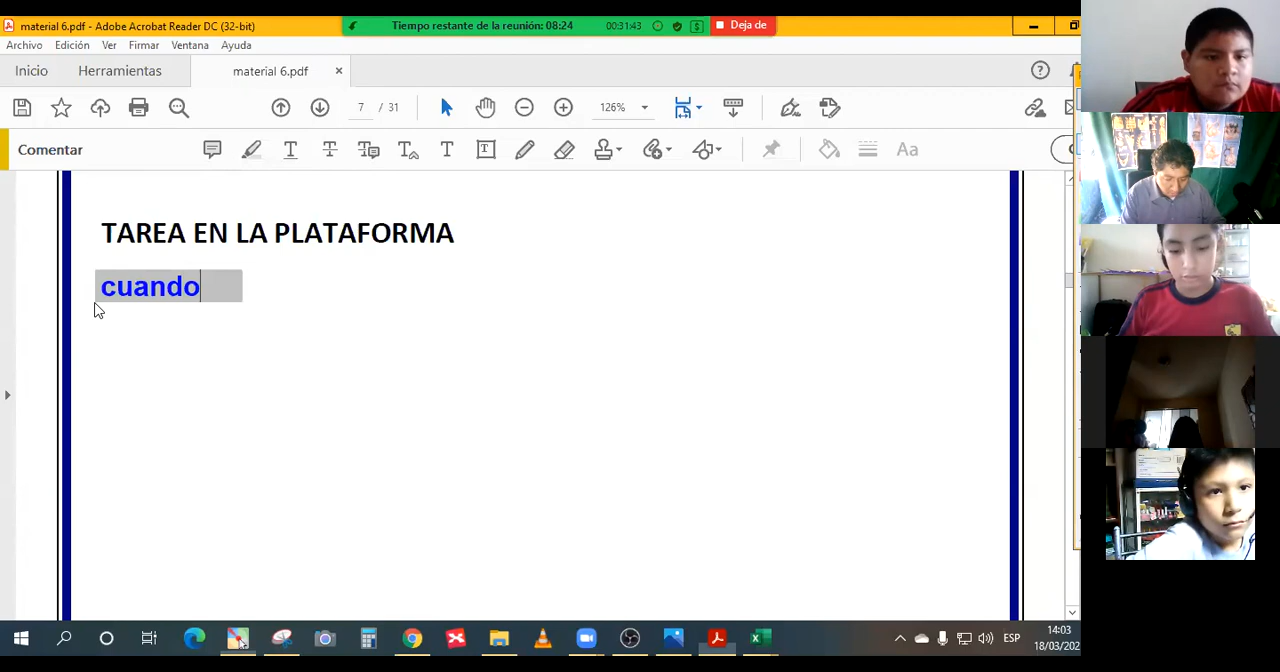 material 6.pdf - Adobe Acrobat Reader DC (32-bit)
Tiempo restante de la reunión: 08:24
00:31:43
Deja de
Archivo Edición Ver Firmar Ventana Ayuda
Inicio Herramientas material 6.pdf
7 / 31 126%
Comentar
TAREA EN LA PLATAFORMA
cuando
ESP
14:03
18/03/202